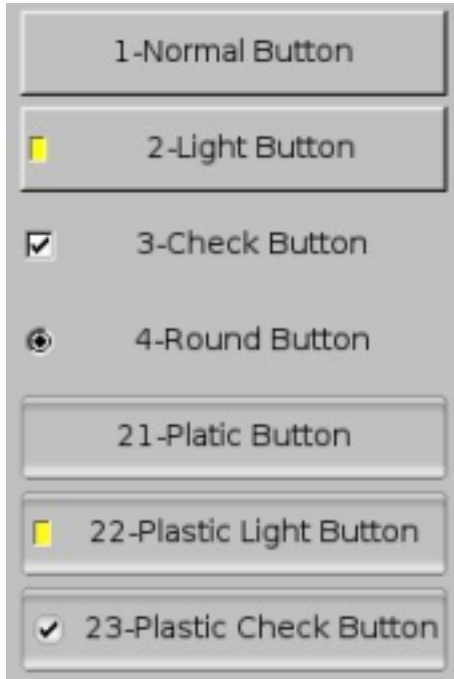 1-Normal Button
2-Light Button
3-Check Button
4-Round Button
21-Platic Button
22-Plastic Light Button
23-Plastic Check Button